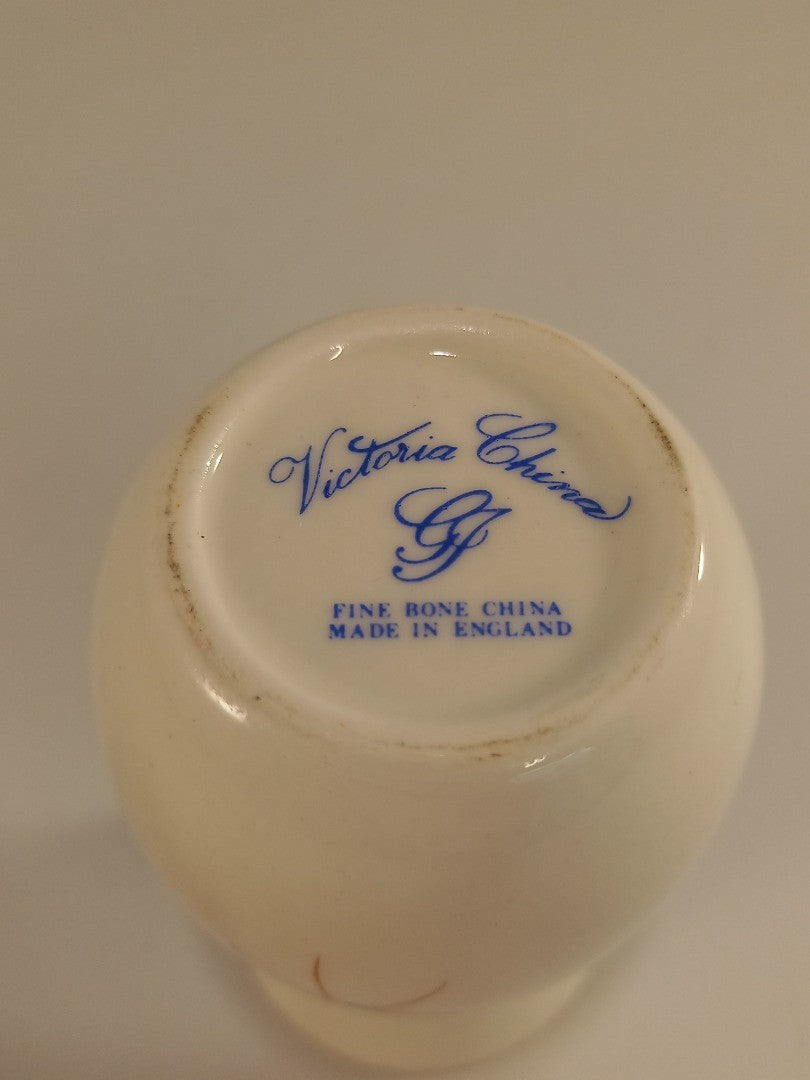 Victoria China
GJ
FINE BONE CHINA
MADE IN ENGLAND